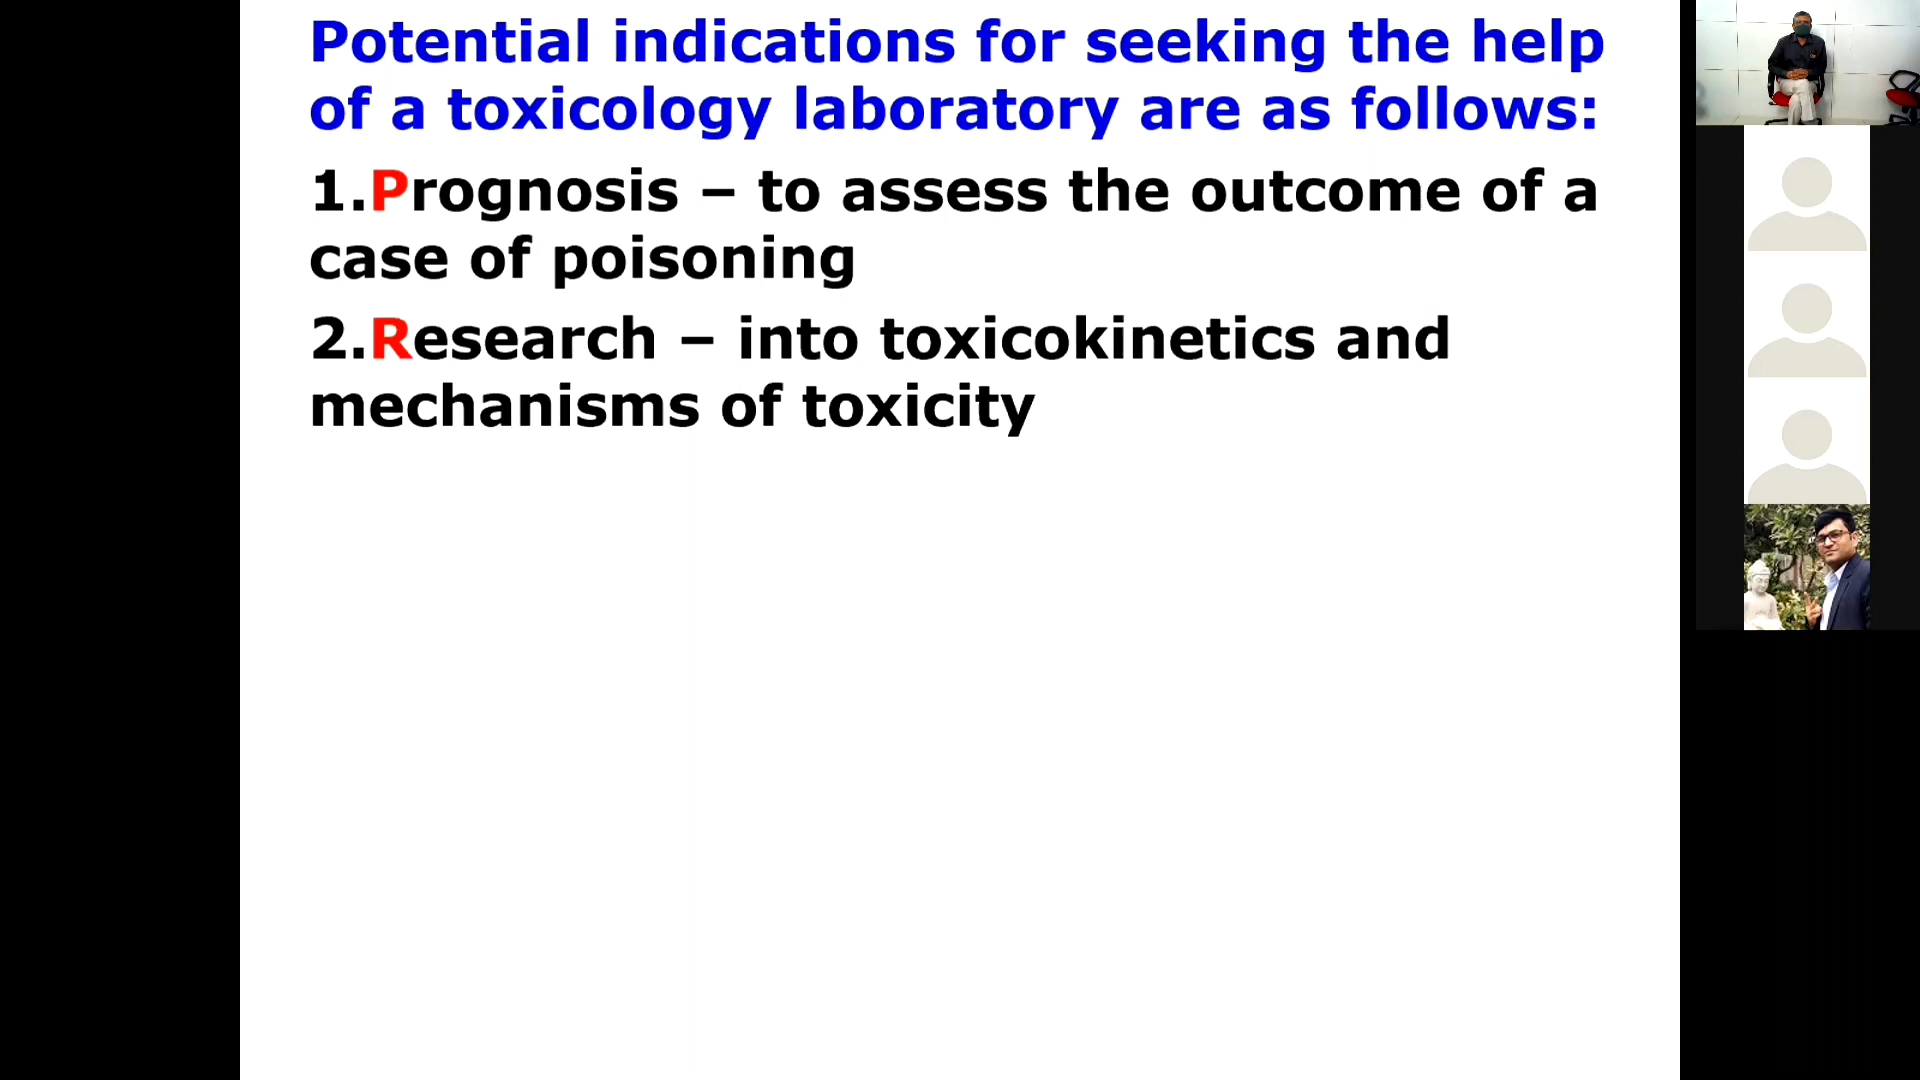 Potential indications for seeking the help
of a toxicology laboratory are as follows:
1.Prognosis – to assess the outcome of a
case of poisoning
2.Research – into toxicokinetics and
mechanisms of toxicity